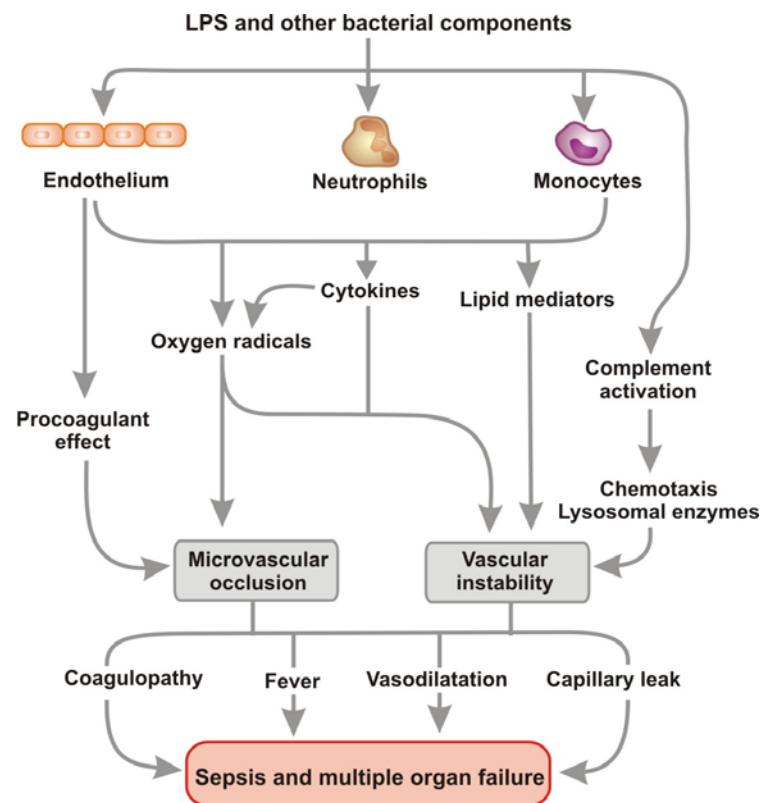 LPS and other bacterial components
Endothelium
Neutrophils
Monocytes
Cytokines
Lipid mediators
Oxygen radicals
Complement
activation
Procoagulant
effect
Chemotaxis
Lysosomal enzymes
Microvascular
occlusion
Vascular
instability
Coagulopathy
Fever
Vasodilatation
Capillary leak
Sepsis and multiple organ failure